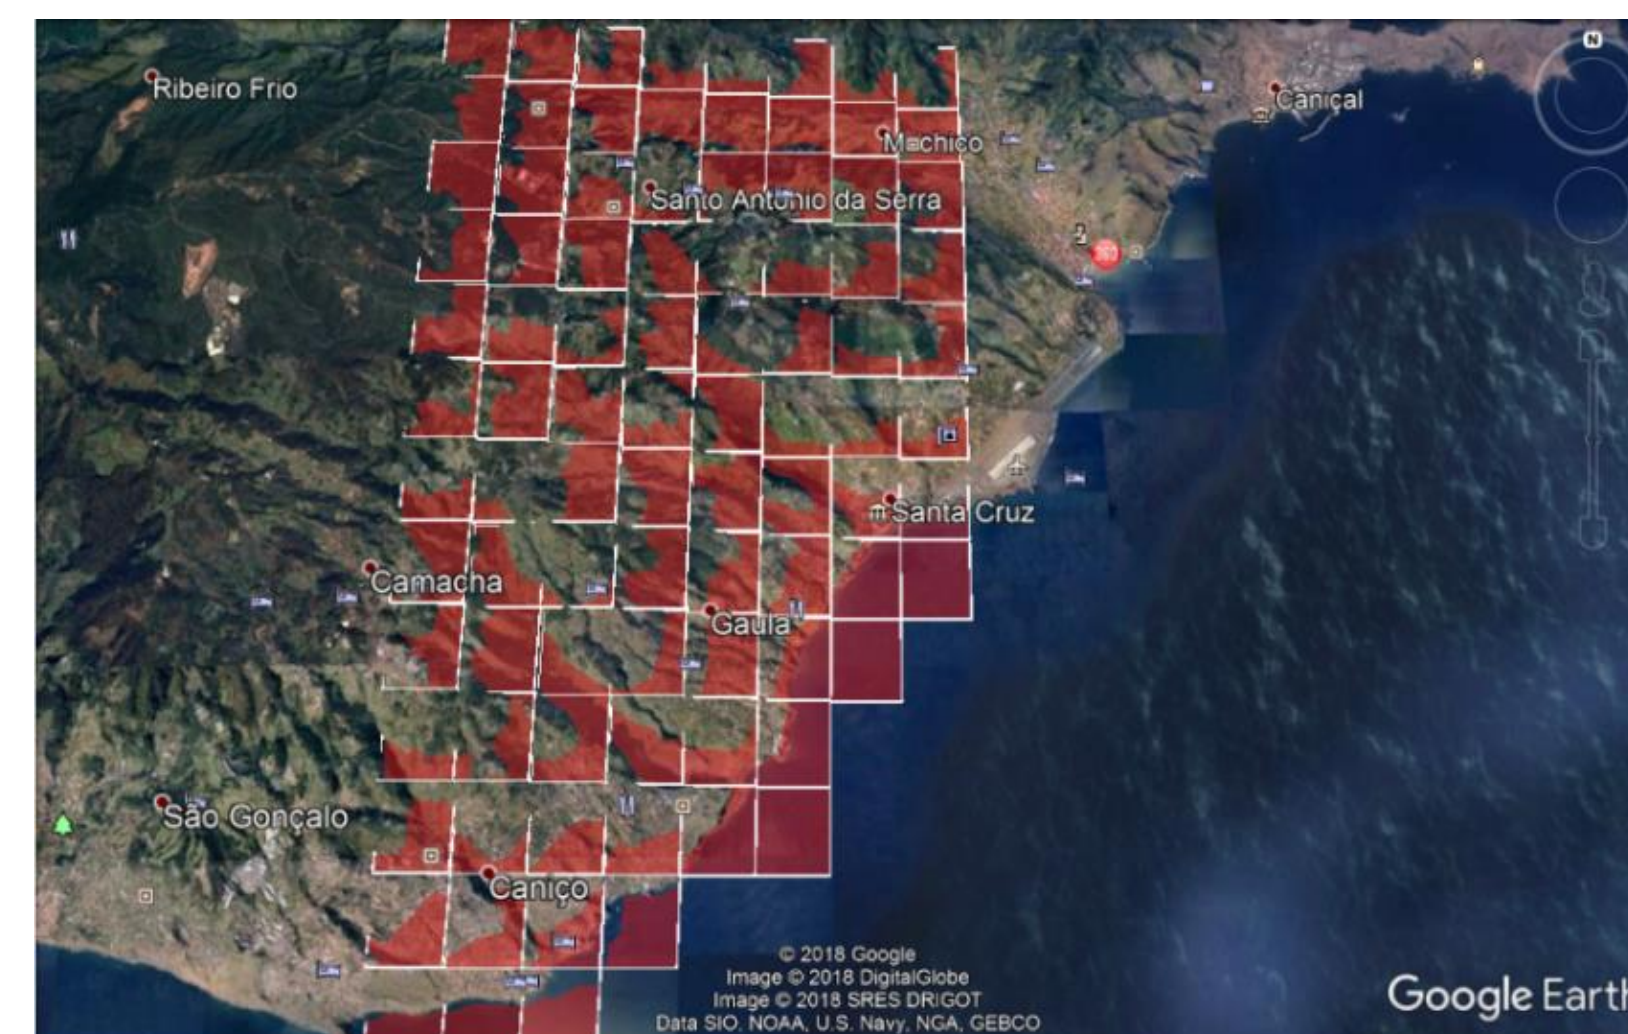 N
Ribeiro Frio
Caniçal
Machico
Santo António da Serra
Santa Cruz
Camacha
Gaula
São Gonçalo
Caniço
© 2018 Google
Image © 2018 DigitalGlobe
Image © 2018 SRES DRIGOT
Data SIO, NOAA, U.S. Navy, NGA, GEBCO
Google Earth